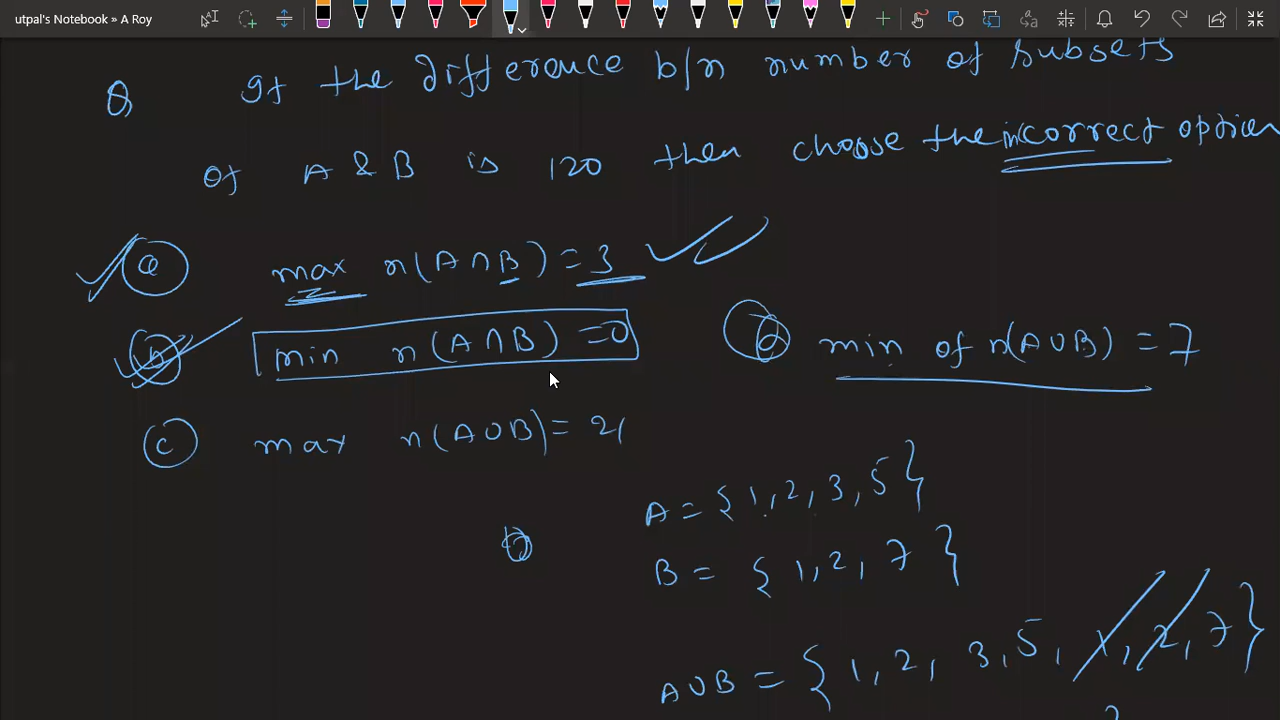 utpal's Notebook » A Roy
Q If the difference b/n number of subsets
of A & B is 120 then choose the incorrect option
a max n(A∩B) = 3
b min n(A∩B) = 0
d min of n(A∪B) = 7
c max n(A∪B) = 21
A = {1, 2, 3, 5}
B = {1, 2, 7}
A∪B = {1, 2, 3, 5, 1, 2, 7}